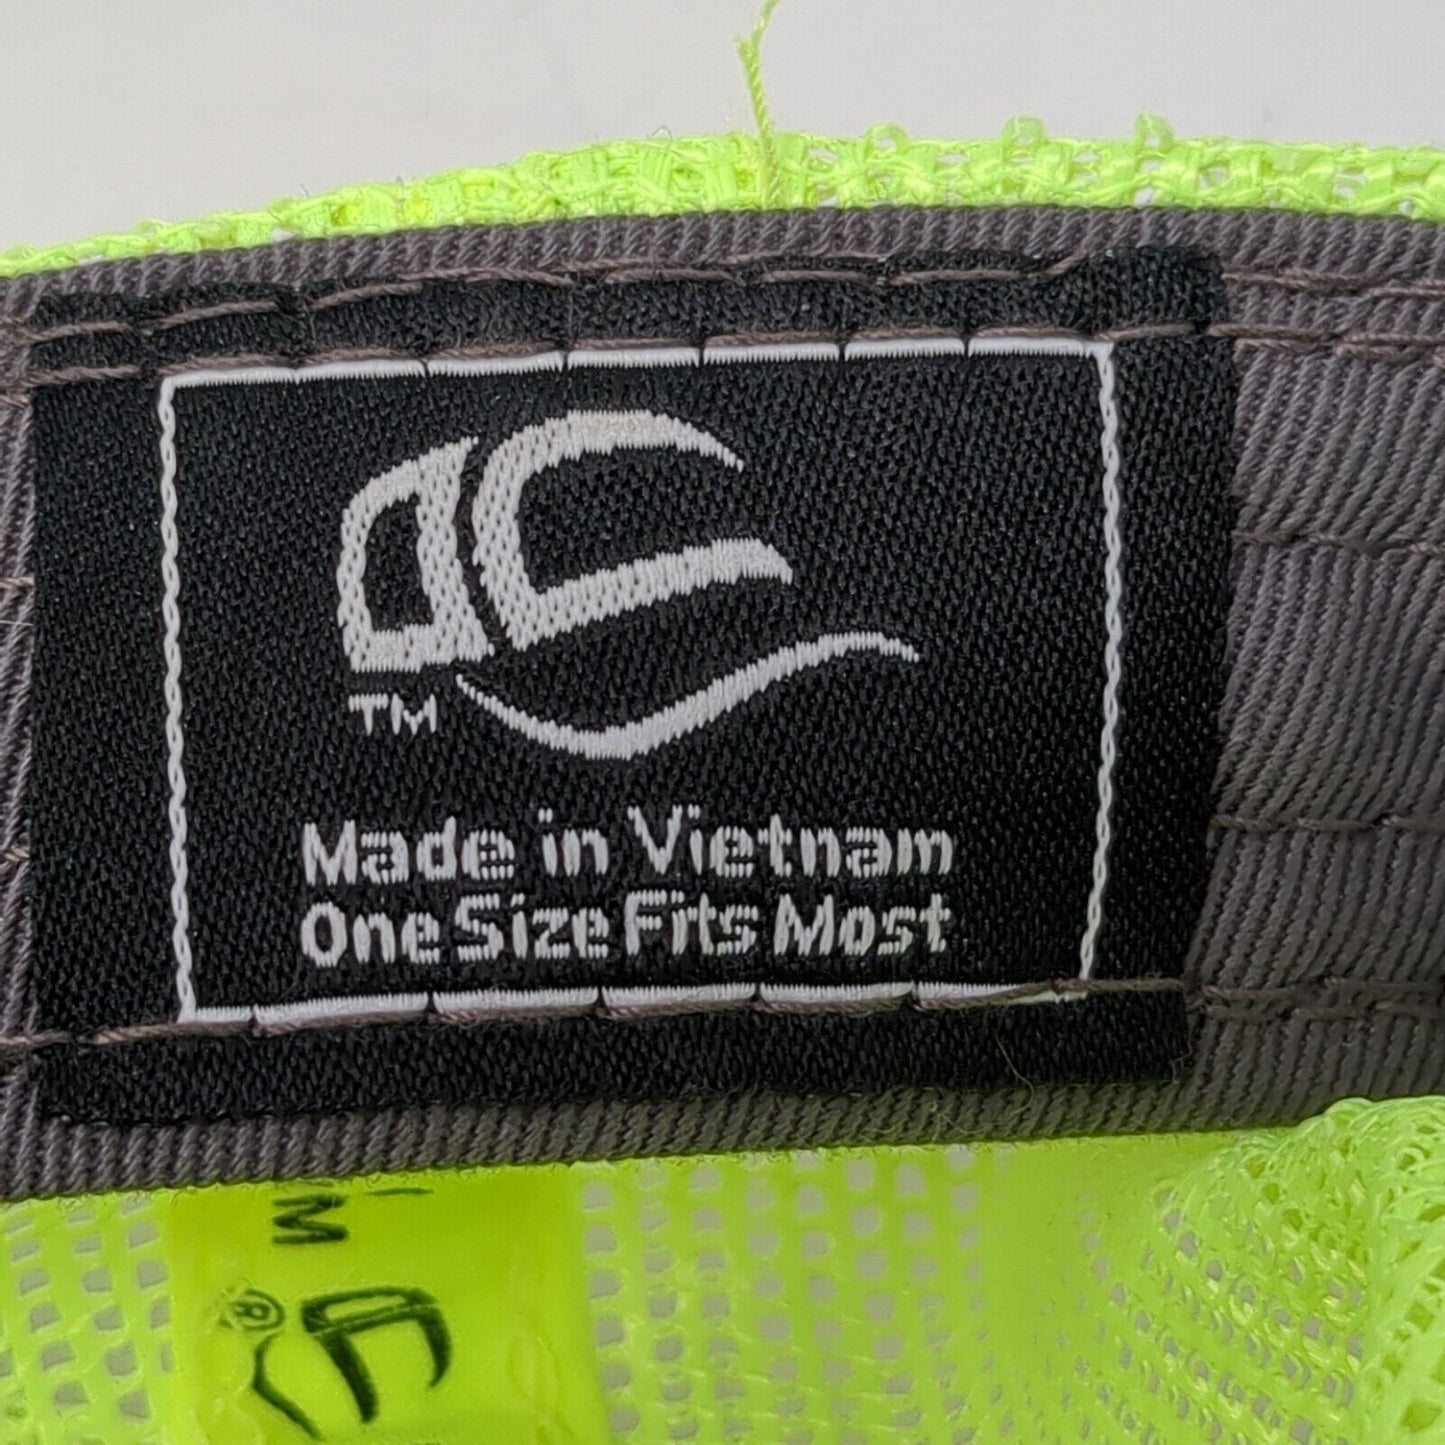 TM
Made in Vietnam
One Size Fits Most
®